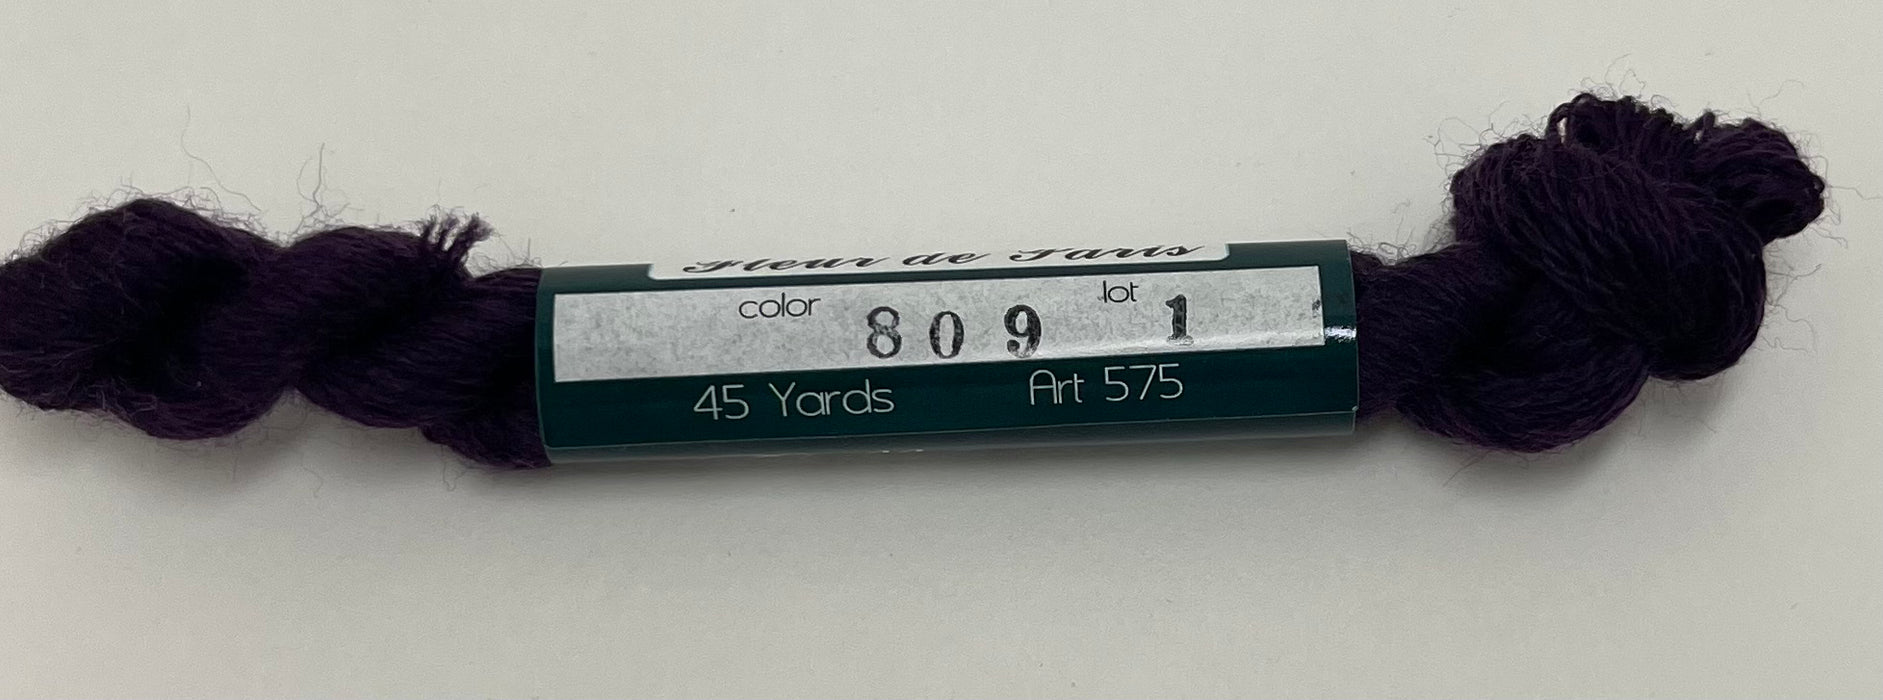 Fleur de Paris
color 809 lot 1
45 Yards Art 575